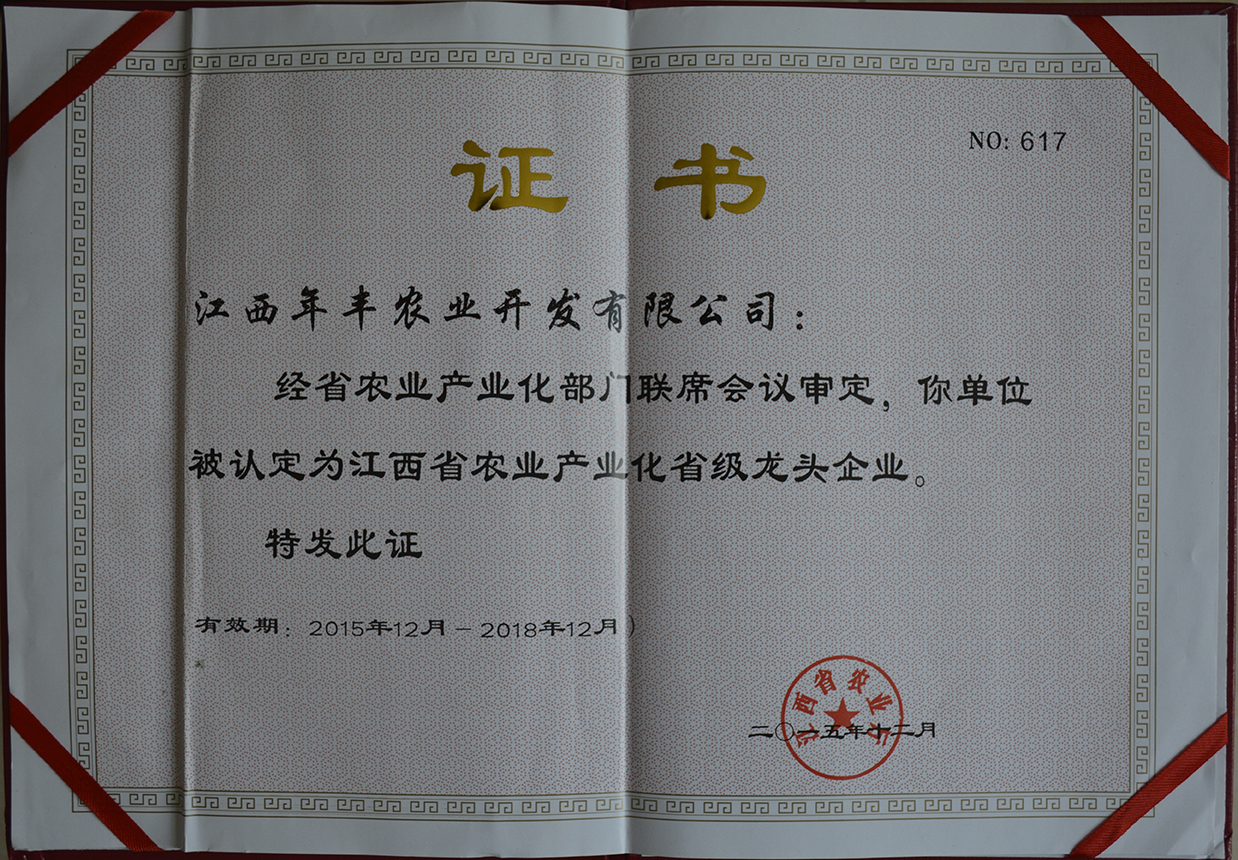 NO: 617
证书
江西年丰农业开发有限公司：
经省农业产业化部门联席会议审定，你单位
被认定为江西省农业产业化省级龙头企业。
特发此证
有效期：2015年12月－2018年12月）
江西省农业厅
二〇一五年十二月